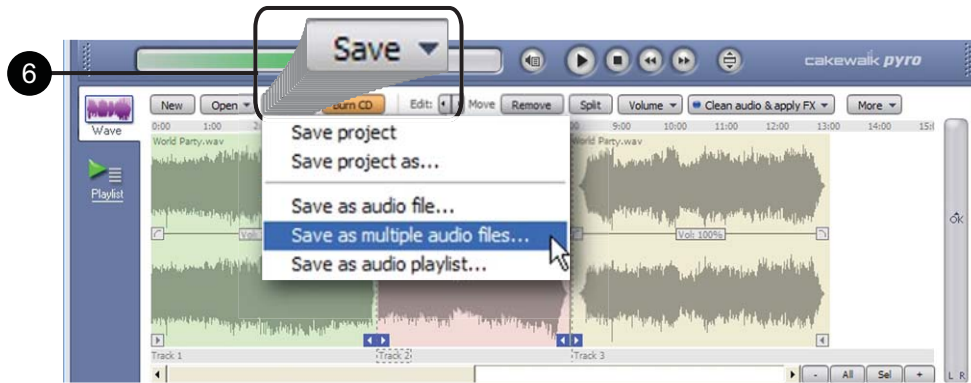 6
Save
cakewalk pyro
New Open Burn CD Edit: Move Remove Split Volume Clean audio & apply FX More
Wave
0:00 1:00 9:00 10:00 11:00 12:00 13:00 14:00
World Party.wav
World Party.wav
Playlist
Save project
Save project as...
Save as audio file...
Save as multiple audio files...
Save as audio playlist...
Vol: 100%
OK
Track 1 Track 2 Track 3
- All Sel +
L R